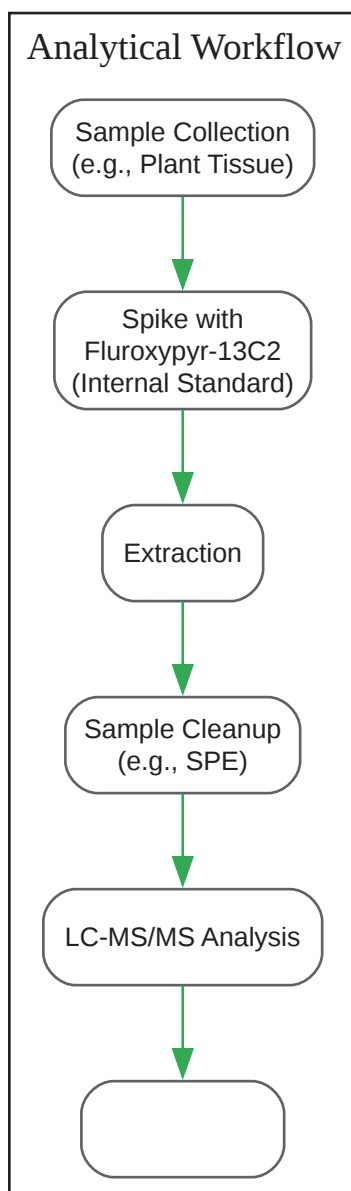 Analytical Workflow
Sample Collection
(e.g., Plant Tissue)
Spike with
Fluroxypyr-13C2
(Internal Standard)
Extraction
Sample Cleanup
(e.g., SPE)
LC-MS/MS Analysis